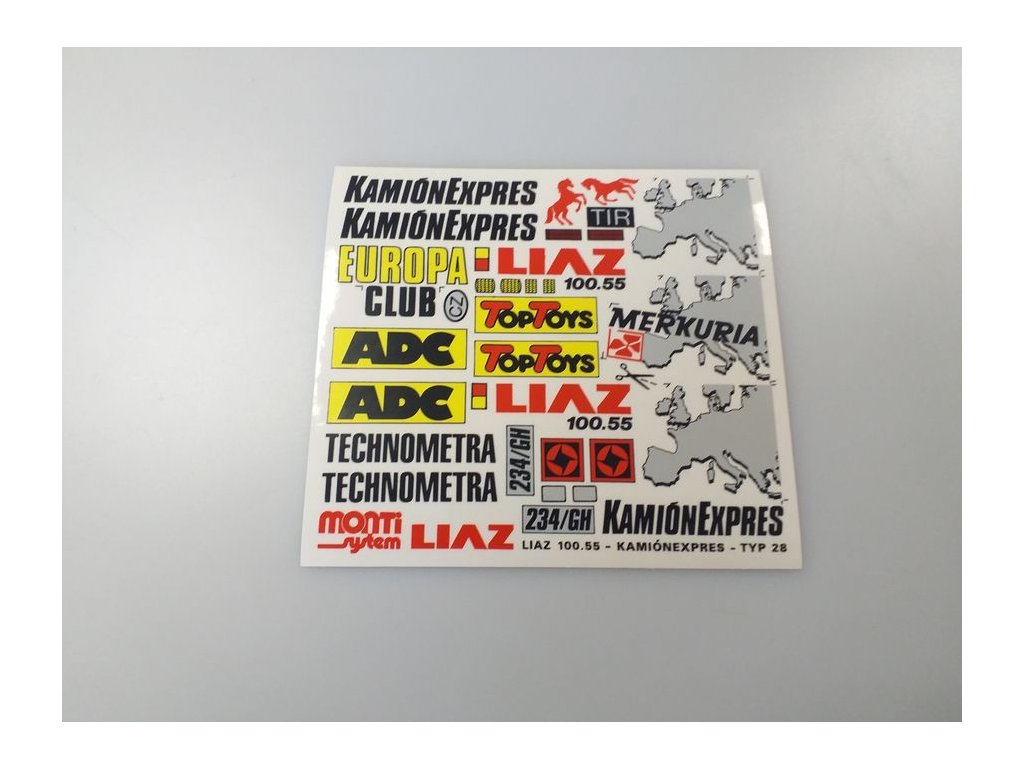 KAMIÓNEXPRES
KAMIÓNEXPRES
TIR
EUROPA
CLUB
CZ
LIAZ
100.55
TOPTOYS
TOPTOYS
MERKURIA
ADC
ADC
LIAZ
100.55
TECHNOMETRA
TECHNOMETRA
234/GH
234/GH
KAMIÓNEXPRES
MONTI
system
LIAZ
LIAZ 100.55 - KAMIÓNEXPRES - TYP 28